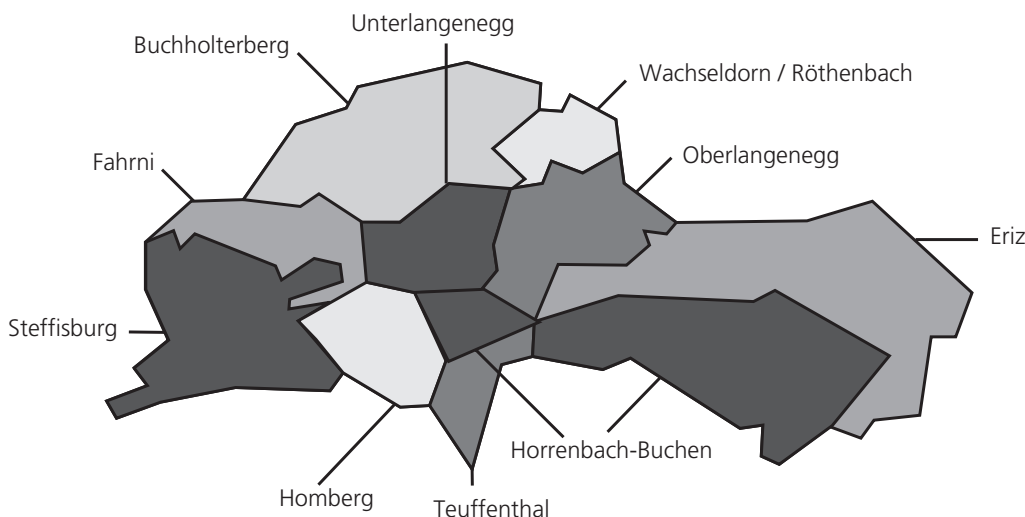 Unterlangenegg
Buchholterberg
Wachseldorn / Röthenbach
Fahrni
Oberlangenegg
Eriz
Steffisburg
Horrenbach-Buchen
Homberg
Teuffenthal